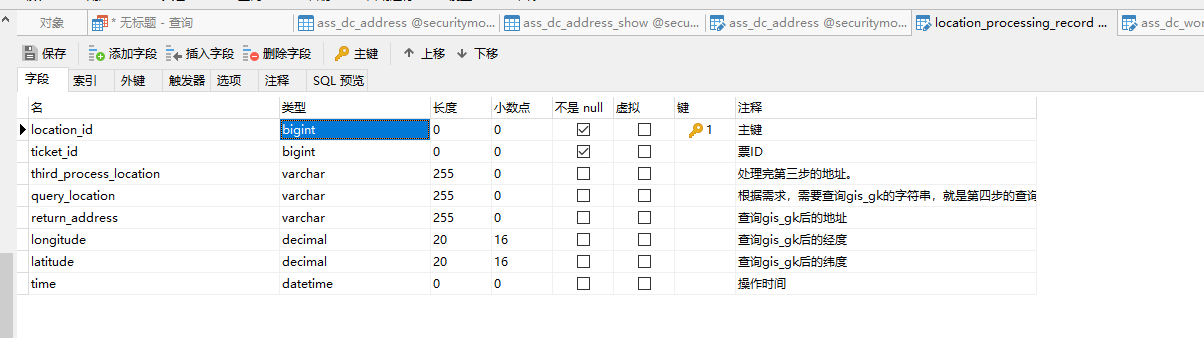 对象 * 无标题 - 查询 ass_dc_address @securitymo... ass_dc_address_show @secu... ass_dc_address @securitymo... location_processing_record ... ass_dc_wor
保存 添加字段 插入字段 删除字段 主键 上移 下移
字段 索引 外键 触发器 选项 注释 SQL 预览
名 类型 长度 小数点 不是 null 虚拟 键 注释
location_id bigint 0 0 1 主键
ticket_id bigint 0 0 票ID
third_process_location varchar 255 0 处理完第三步的地址。
query_location varchar 255 0 根据需求，需要查询gis_gk的字符串，就是第四步的查询
return_address varchar 255 0 查询gis_gk后的地址
longitude decimal 20 16 查询gis_gk后的经度
latitude decimal 20 16 查询gis_gk后的纬度
time datetime 0 0 操作时间